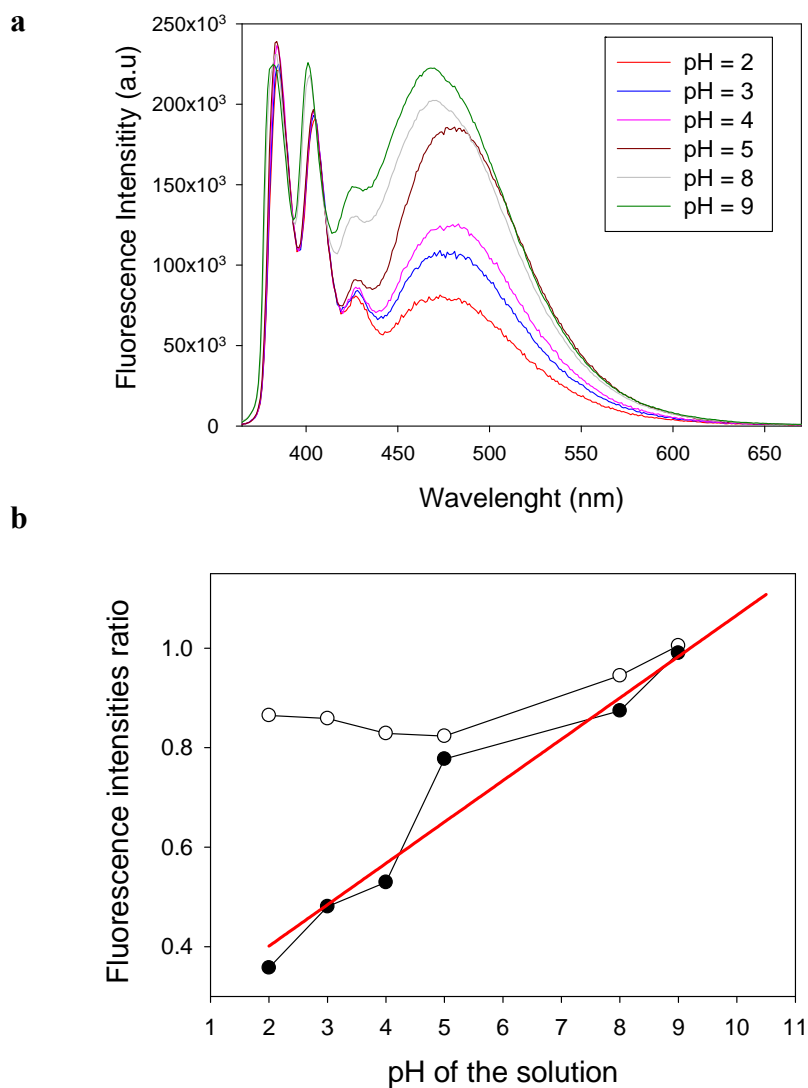 a
250x10³
200x10³
150x10³
100x10³
50x10³
0
Fluorescence Intensitity (a.u)
pH = 2
pH = 3
pH = 4
pH = 5
pH = 8
pH = 9
400 450 500 550 600 650
Wavelenght (nm)
b
1.0
0.8
0.6
0.4
Fluorescence intensities ratio
1 2 3 4 5 6 7 8 9 10 11
pH of the solution